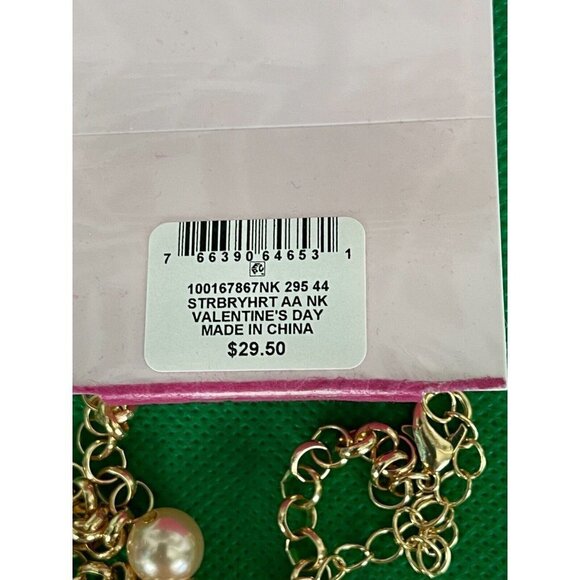 7 66390 64653 1
100167867NK 295 44
STRBRYHRT AA NK
VALENTINE'S DAY
MADE IN CHINA
$29.50